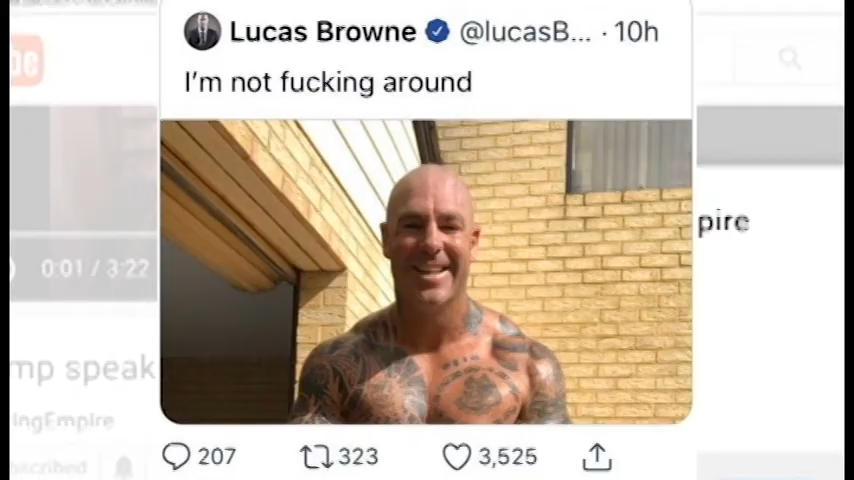 Lucas Browne @lucasB... · 10h
I'm not fucking around
pire
0:01 / 3:22
mp speak
ingEmpire
scribed
207 323 3,525